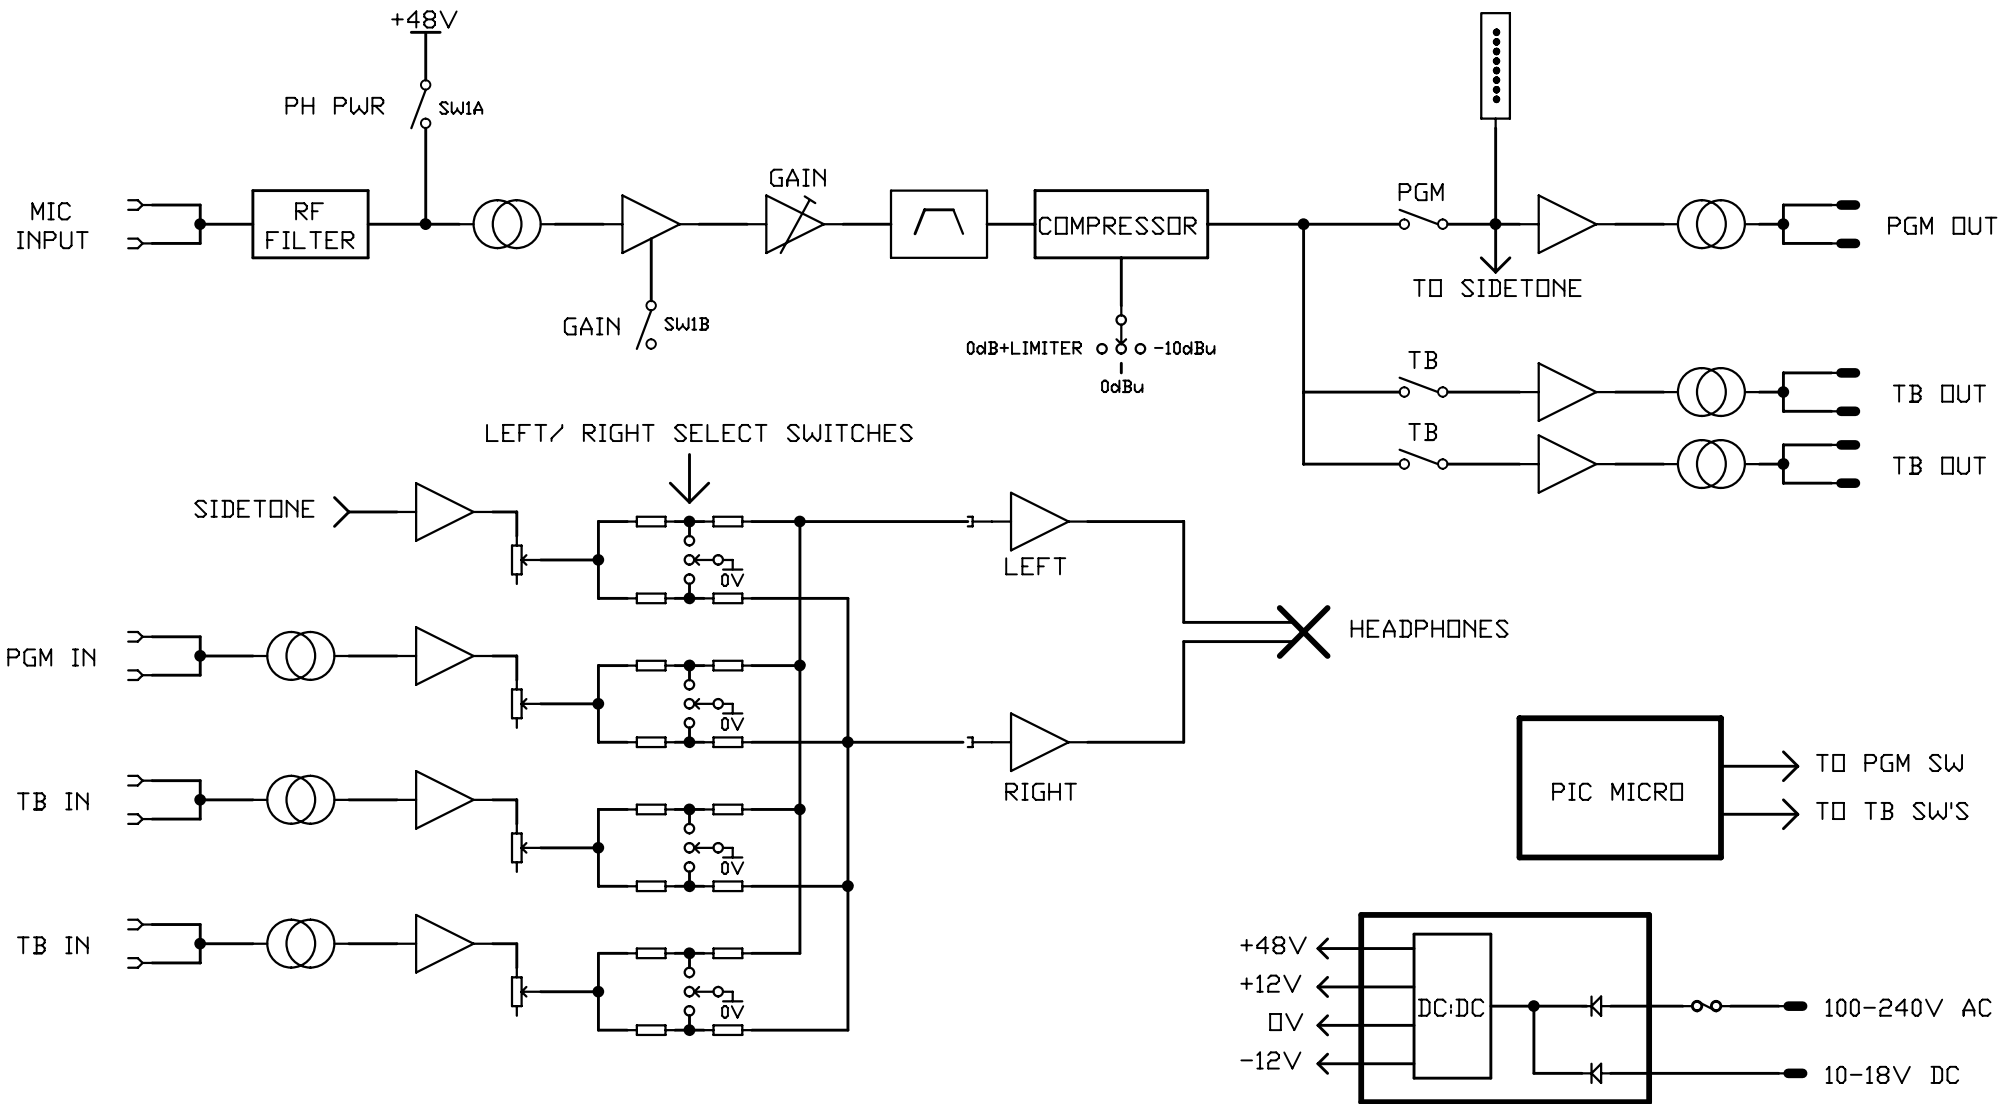 +48V
PH PWR
SW1A
MIC
INPUT
RF
FILTER
GAIN
SW1B
GAIN
COMPRESSOR
0dB+LIMITER
-10dBu
0dBu
PGM
TO SIDETONE
PGM OUT
TB
TB OUT
TB
TB OUT
LEFT/ RIGHT SELECT SWITCHES
SIDETONE
0V
LEFT
HEADPHONES
PGM IN
0V
RIGHT
TB IN
0V
TB IN
0V
PIC MICRO
TO PGM SW
TO TB SW'S
+48V
+12V
0V
-12V
DC:DC
100-240V AC
10-18V DC